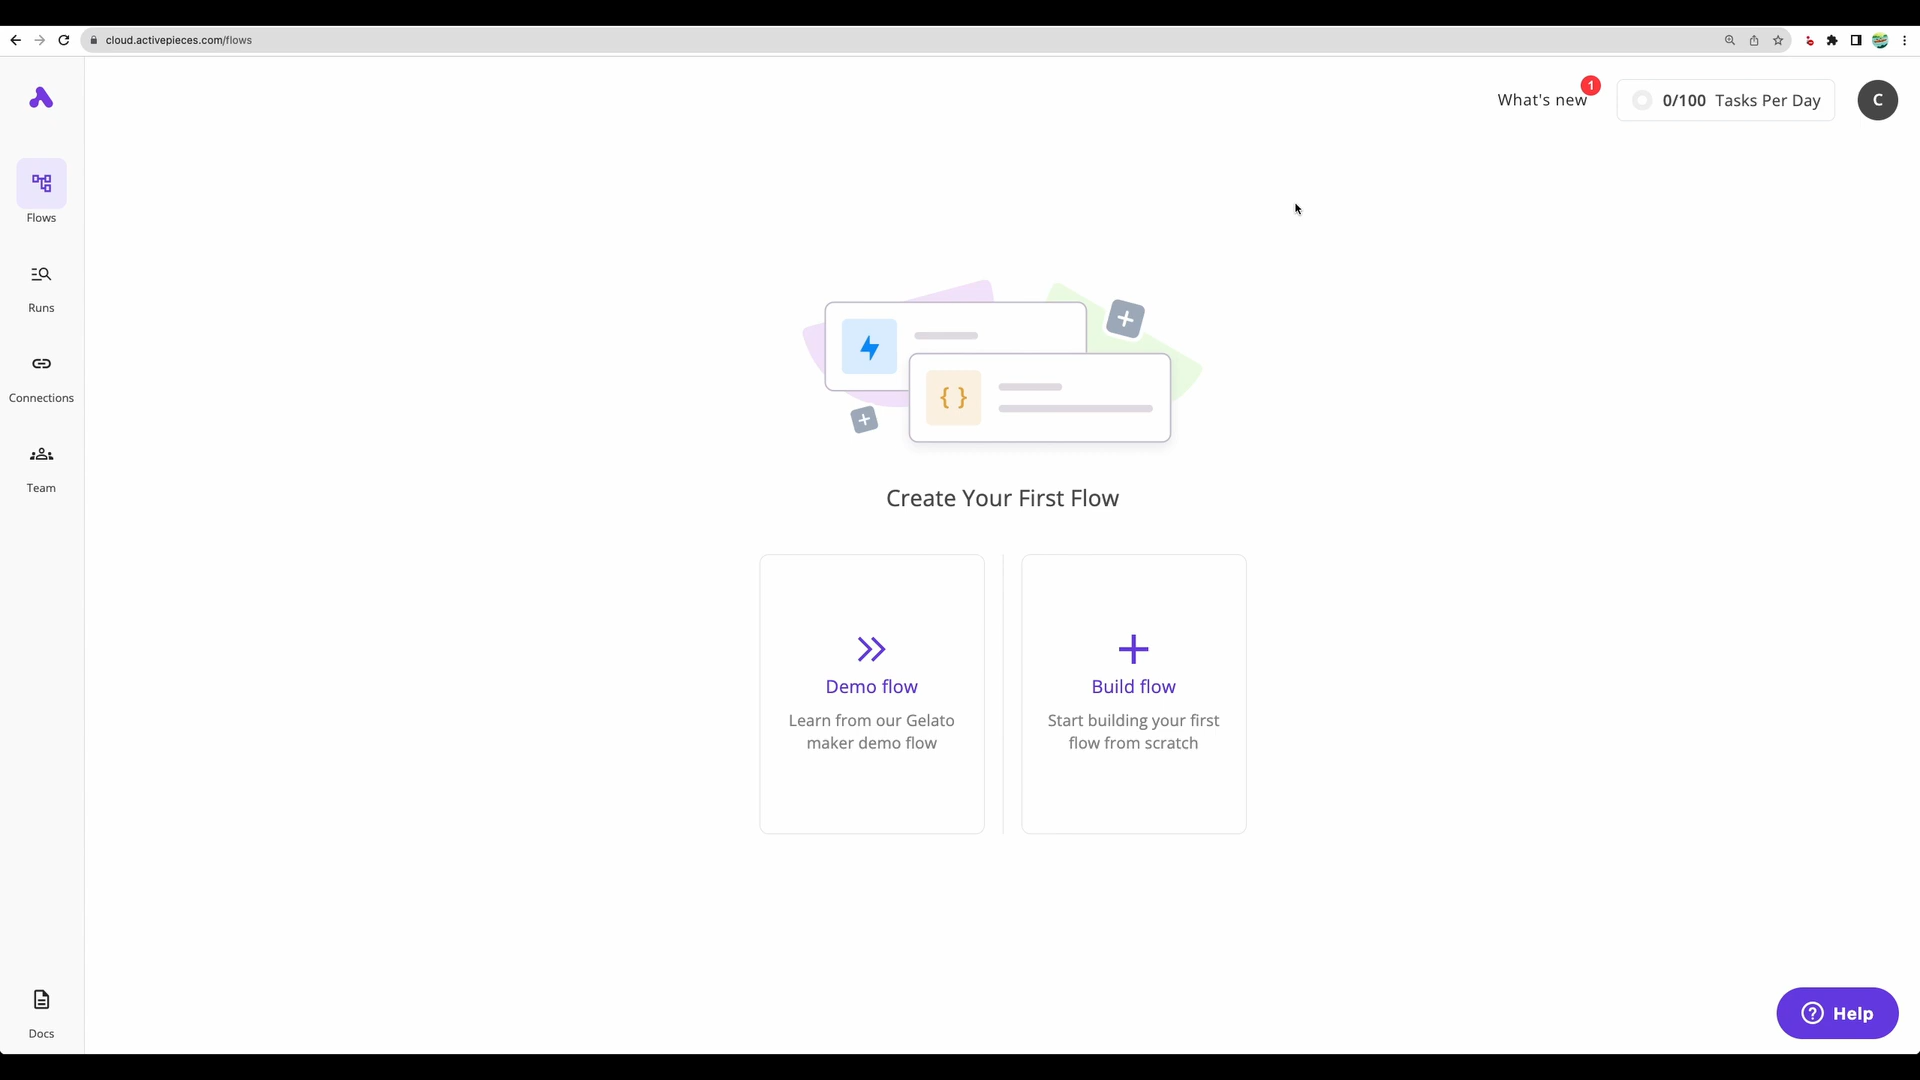 cloud.activepieces.com/flows
What's new
1
0/100 Tasks Per Day
C
Flows
Runs
Connections
Team
Create Your First Flow
Demo flow
Learn from our Gelato
maker demo flow
Build flow
Start building your first
flow from scratch
Docs
Help